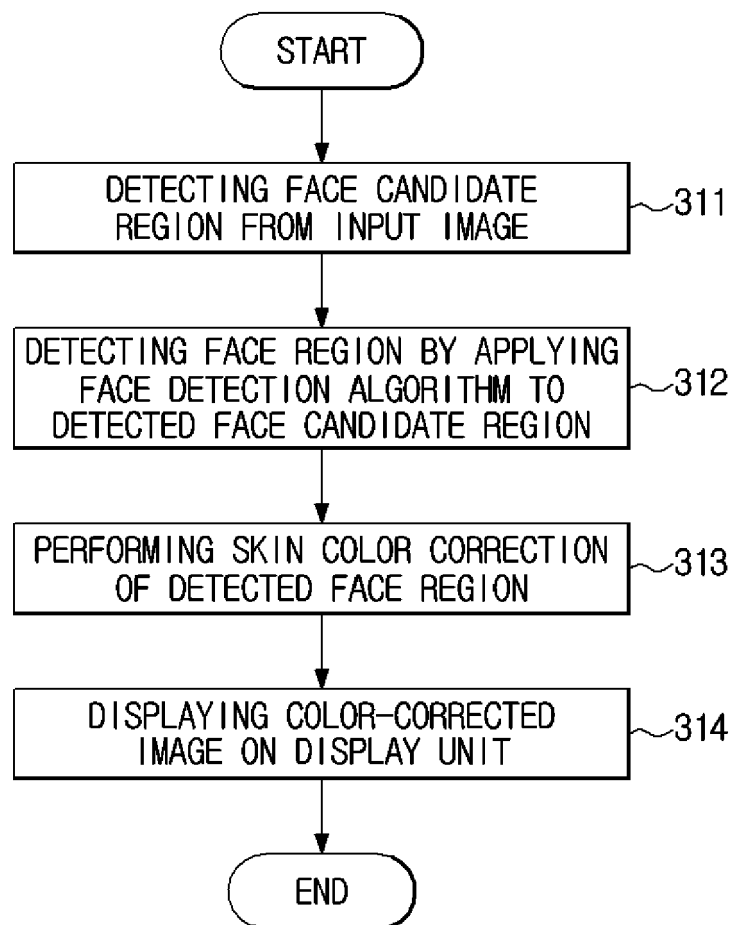 START
DETECTING FACE CANDIDATE
REGION FROM INPUT IMAGE
311
DETECTING FACE REGION BY APPLYING
FACE DETECTION ALGORITHM TO
DETECTED FACE CANDIDATE REGION
312
PERFORMING SKIN COLOR CORRECTION
OF DETECTED FACE REGION
313
DISPLAYING COLOR-CORRECTED
IMAGE ON DISPLAY UNIT
314
END